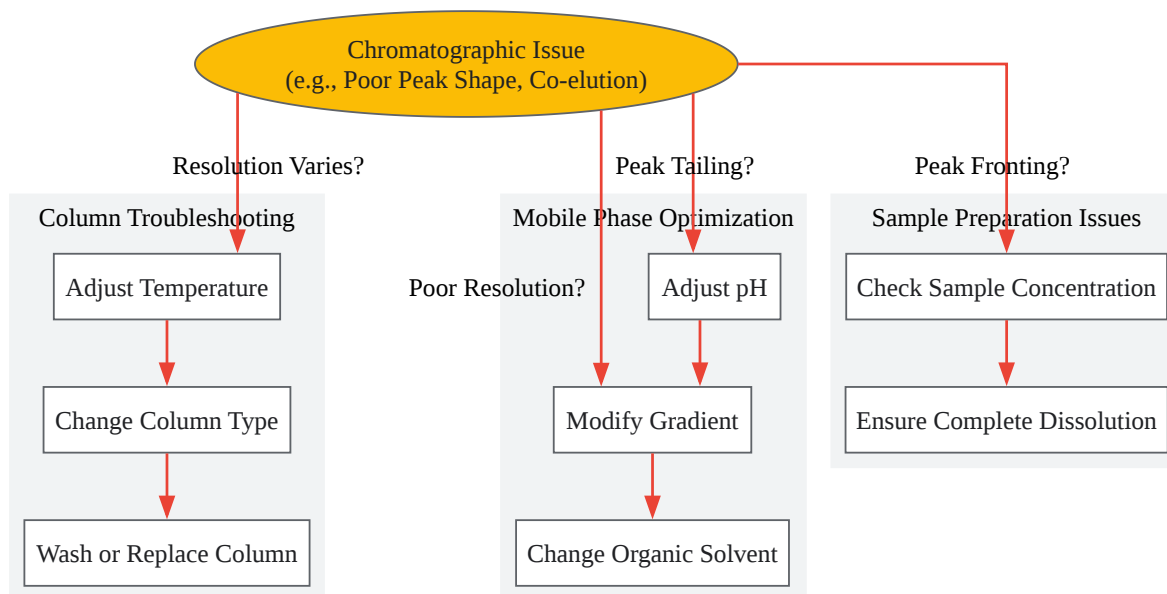 Chromatographic Issue
(e.g., Poor Peak Shape, Co-elution)
Resolution Varies?
Peak Tailing?
Peak Fronting?
Column Troubleshooting
Mobile Phase Optimization
Sample Preparation Issues
Adjust Temperature
Poor Resolution?
Adjust pH
Check Sample Concentration
Change Column Type
Modify Gradient
Ensure Complete Dissolution
Wash or Replace Column
Change Organic Solvent